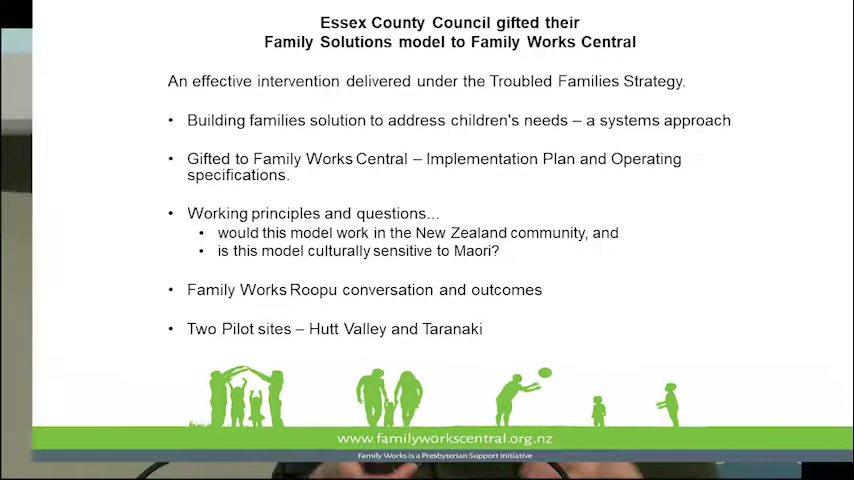 Essex County Council gifted their
Family Solutions model to Family Works Central
An effective intervention delivered under the Troubled Families Strategy.
• Building families solution to address children's needs – a systems approach
• Gifted to Family Works Central – Implementation Plan and Operating
specifications.
• Working principles and questions...
• would this model work in the New Zealand community, and
• is this model culturally sensitive to Maori?
• Family Works Roopu conversation and outcomes
• Two Pilot sites – Hutt Valley and Taranaki
www.familyworkscentral.org.nz
Family Works is a Presbyterian Support Initiative